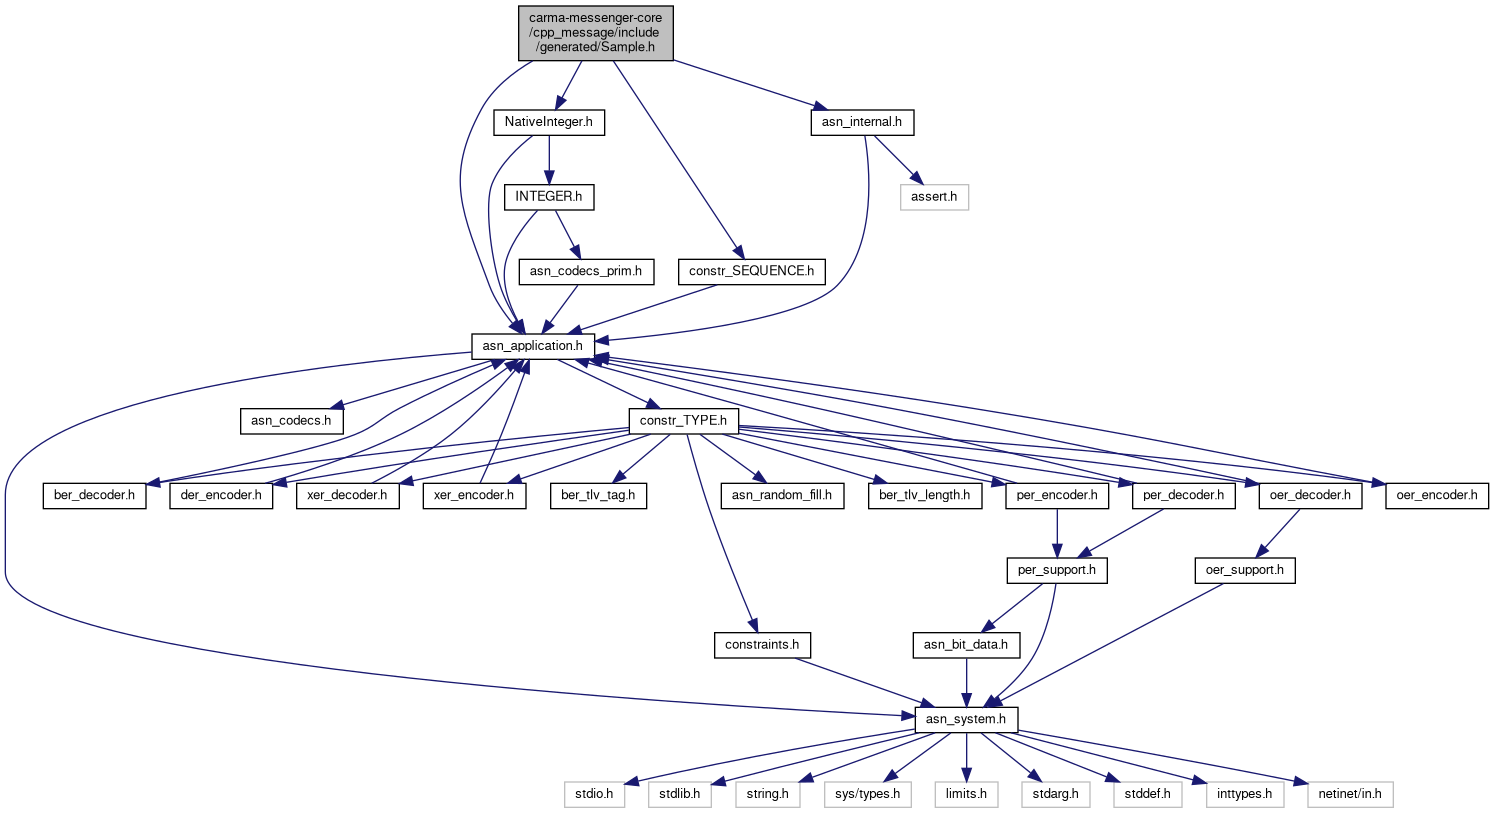 carma-messenger-core
/cpp_message/include
/generated/Sample.h
NativeInteger.h
asn_internal.h
INTEGER.h
assert.h
asn_codecs_prim.h
constr_SEQUENCE.h
asn_application.h
asn_codecs.h
constr_TYPE.h
ber_decoder.h
der_encoder.h
xer_decoder.h
xer_encoder.h
ber_tlv_tag.h
asn_random_fill.h
ber_tlv_length.h
per_encoder.h
per_decoder.h
oer_decoder.h
oer_encoder.h
per_support.h
oer_support.h
constraints.h
asn_bit_data.h
asn_system.h
stdio.h
stdlib.h
string.h
sys/types.h
limits.h
stdarg.h
stddef.h
inttypes.h
netinet/in.h